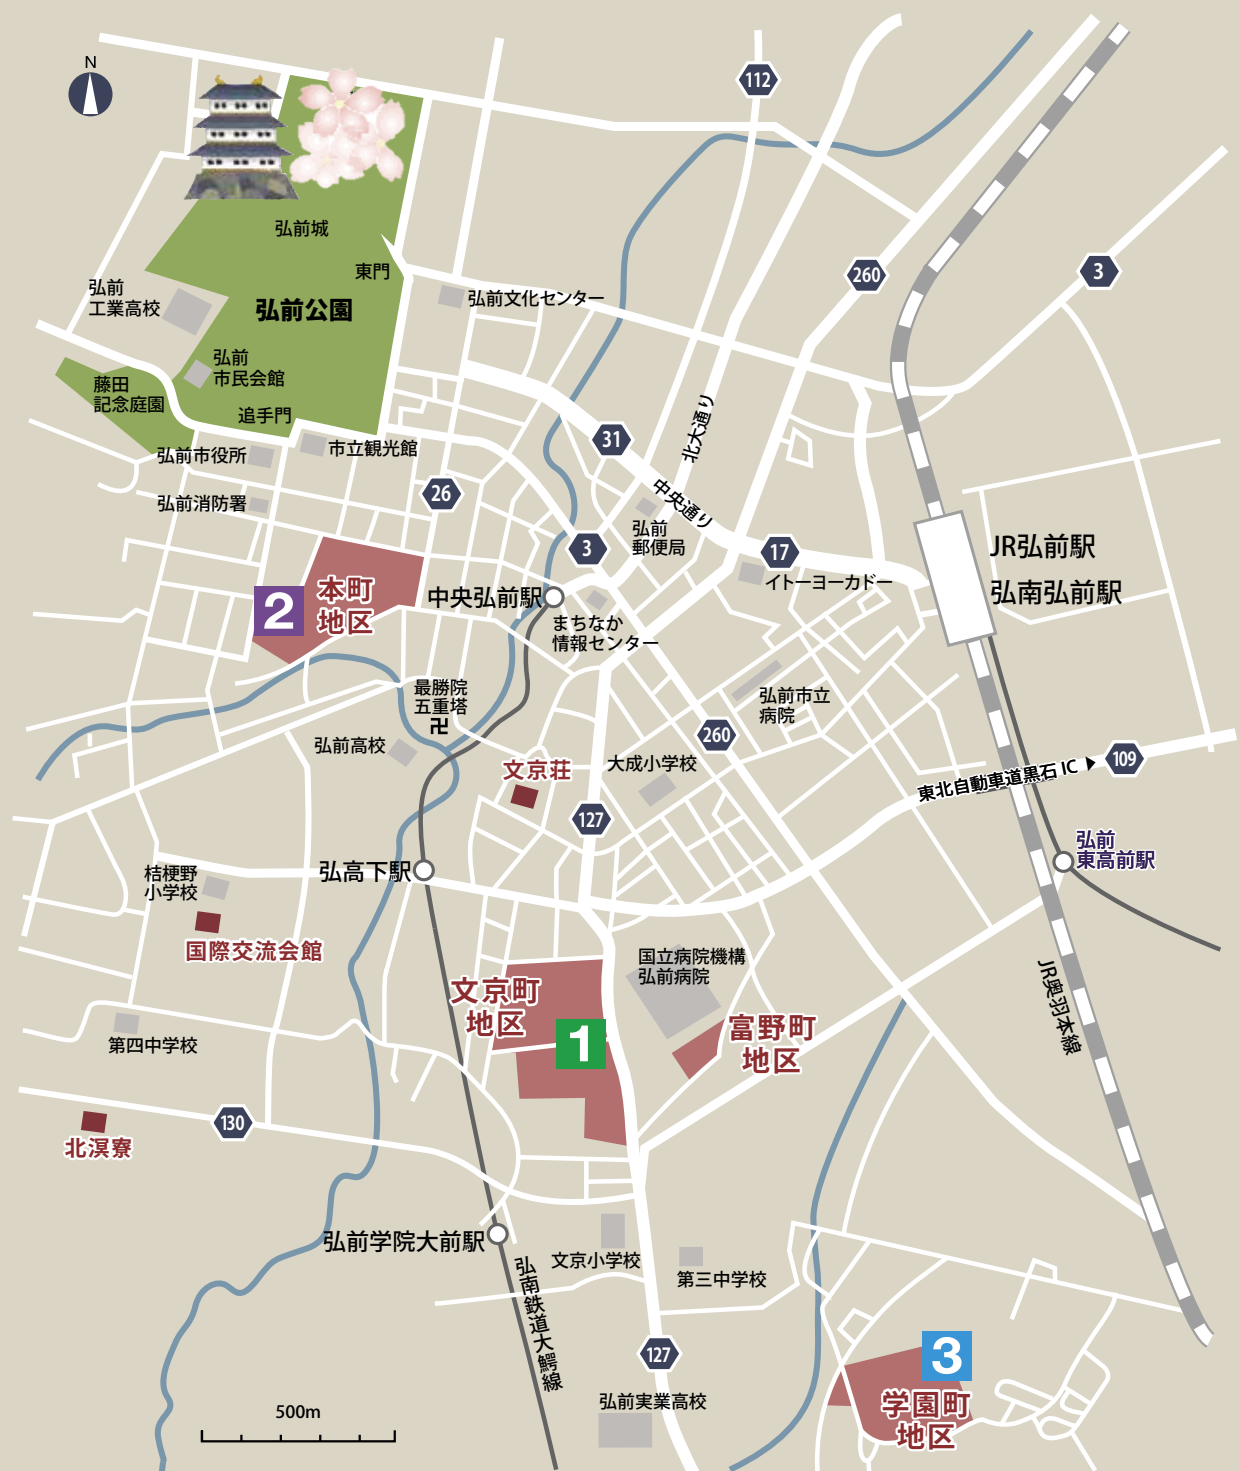 N
112
260
3
弘前城
東門
弘前公園
弘前
工業高校
弘前文化センター
弘前
市民会館
藤田
記念庭園
追手門
弘前市役所
市立観光館
弘前消防署
26
31
北大通り
中央通り
弘前
郵便局
3
17
イトーヨーカドー
JR弘前駅
弘南弘前駅
2
本町
地区
中央弘前駅
まちなか
情報センター
最勝院
五重塔
卍
弘前高校
弘前市立
病院
260
文京荘
大成小学校
127
109
東北自動車道黒石 IC
弘前
東高前駅
弘高下駅
桔梗野
小学校
国際交流会館
国立病院機構
弘前病院
文京町
地区
1
富野町
地区
JR奥羽本線
第四中学校
130
北溟寮
弘前学院大前駅
文京小学校
第三中学校
弘南鉄道大鰐線
127
3
学園町
地区
弘前実業高校
500m